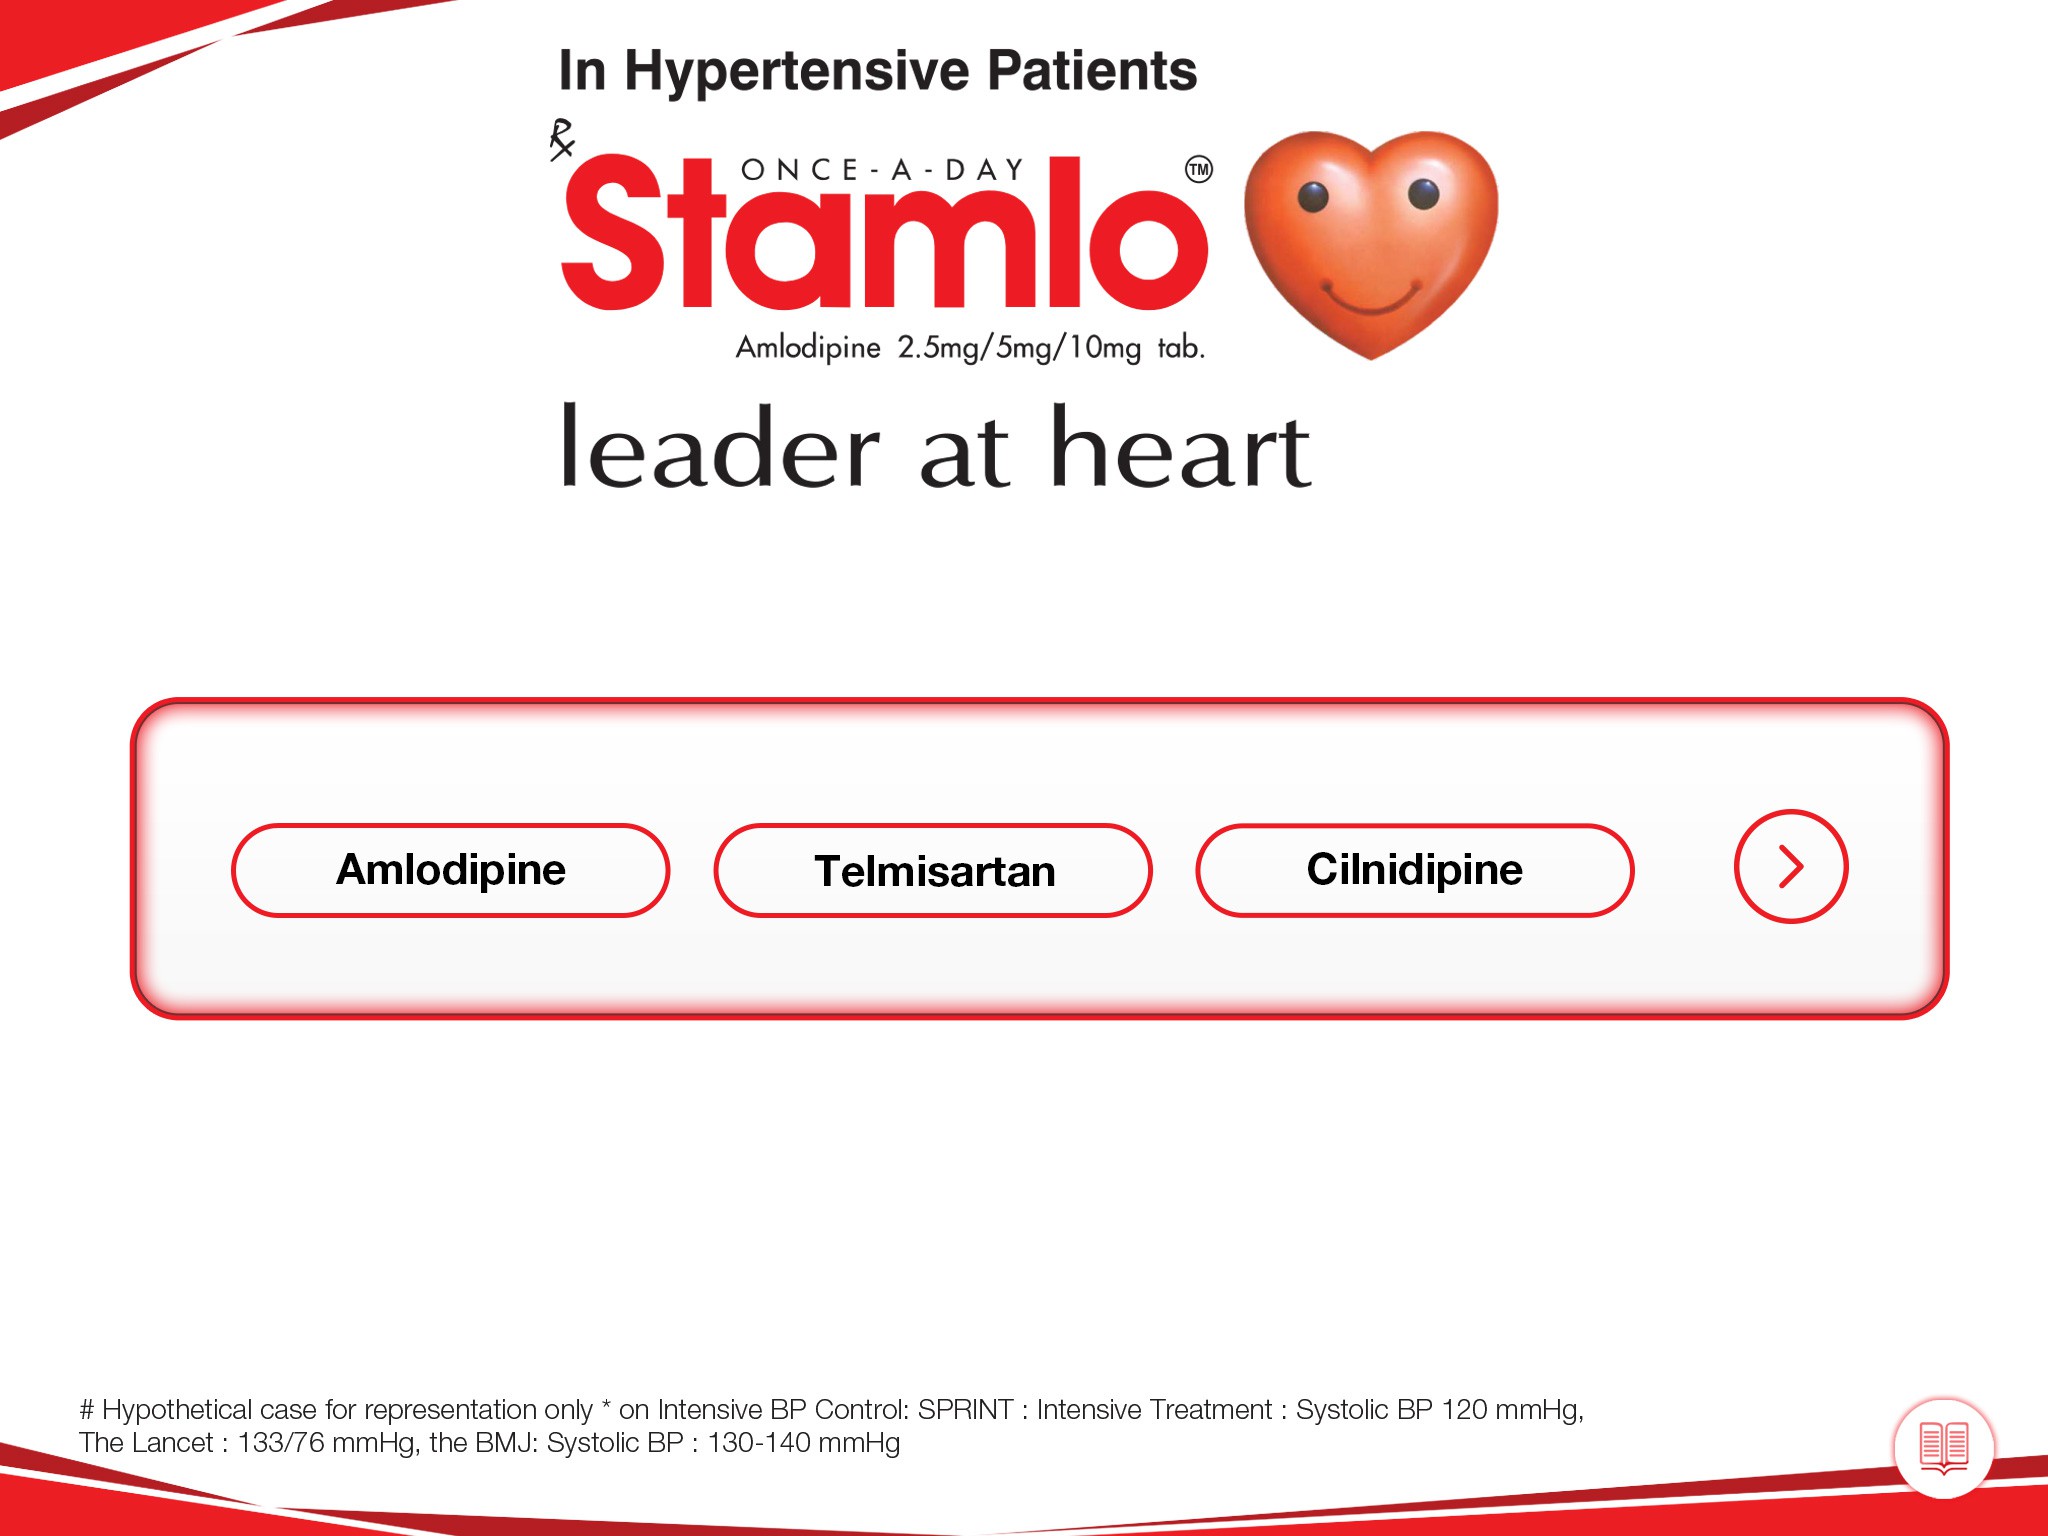 In Hypertensive Patients
℞
ONCE-A-DAY
Stamlo™
Amlodipine 2.5mg/5mg/10mg tab.
leader at heart
Amlodipine
Telmisartan
Cilnidipine
# Hypothetical case for representation only * on Intensive BP Control: SPRINT : Intensive Treatment : Systolic BP 120 mmHg,
The Lancet : 133/76 mmHg, the BMJ: Systolic BP : 130-140 mmHg